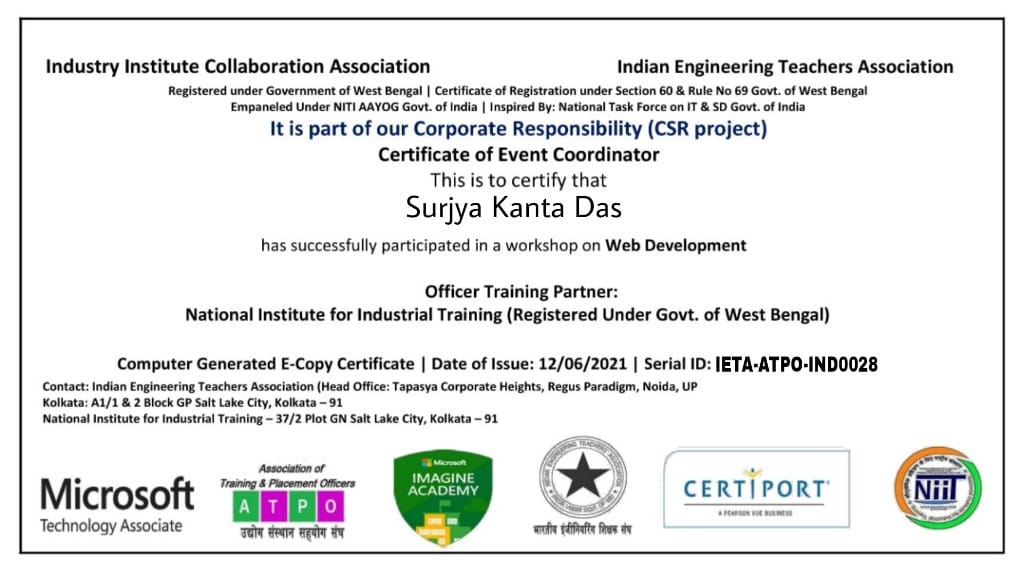 Industry Institute Collaboration Association
Indian Engineering Teachers Association
Registered under Government of West Bengal | Certificate of Registration under Section 60 & Rule No 69 Govt. of West Bengal
Empaneled Under NITI AAYOG Govt. of India | Inspired By: National Task Force on IT & SD Govt. of India
It is part of our Corporate Responsibility (CSR project)
Certificate of Event Coordinator
This is to certify that
Surjya Kanta Das
has successfully participated in a workshop on Web Development
Officer Training Partner:
National Institute for Industrial Training (Registered Under Govt. of West Bengal)
Computer Generated E-Copy Certificate | Date of Issue: 12/06/2021 | Serial ID: IETA-ATPO-IND0028
Contact: Indian Engineering Teachers Association (Head Office: Tapasya Corporate Heights, Regus Paradigm, Noida, UP
Kolkata: A1/1 & 2 Block GP Salt Lake City, Kolkata – 91
National Institute for Industrial Training – 37/2 Plot GN Salt Lake City, Kolkata – 91
Microsoft
Technology Associate
Association of
Training & Placement Officers
A T P O
उद्योग संस्थान सहयोग संघ
Microsoft
IMAGINE
ACADEMY
INDIAN ENGINEERING TEACHERS ASSOCIATION
भारतीय इंजीनियरिंग शिक्षक संघ
CERTIPORT
A PEARSON VUE BUSINESS
NiiT